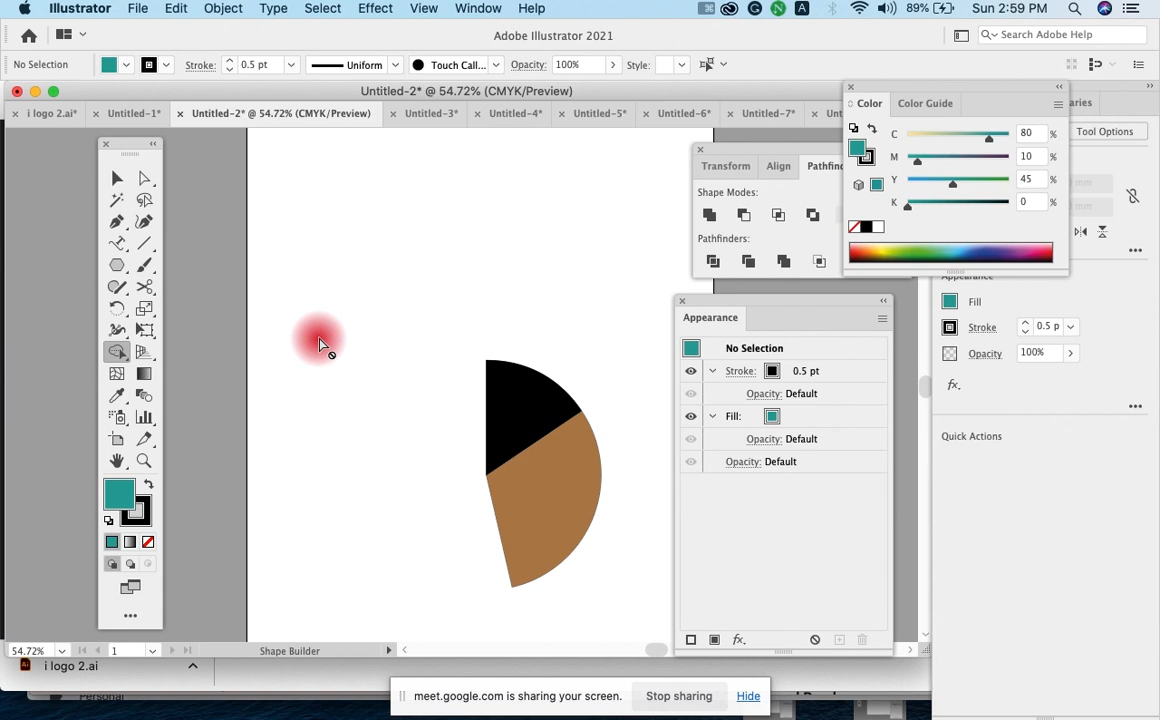 Illustrator File Edit Object Type Select Effect View Window Help 89% Sun 2:59 PM
Adobe Illustrator 2021 Search Adobe Help
No Selection Stroke: 0.5 pt Uniform Touch Call... Opacity: 100% Style:
Untitled-2* @ 54.72% (CMYK/Preview)
i logo 2.ai* Untitled-1* Untitled-2* @ 54.72% (CMYK/Preview) Untitled-3* Untitled-4* Untitled-5* Untitled-6* Untitled-7*
Color Color Guide
C 80 %
M 10 %
Y 45 %
K 0 %
Tool Options
Transform Align
Shape Modes:
Pathfinders:
Appearance
Fill
Stroke 0.5 p
Opacity 100%
fx.
Quick Actions
Appearance
No Selection
Stroke: 0.5 pt
Opacity: Default
Fill:
Opacity: Default
Opacity: Default
fx.
54.72% 1 Shape Builder
i logo 2.ai
meet.google.com is sharing your screen. Stop sharing Hide
Personal